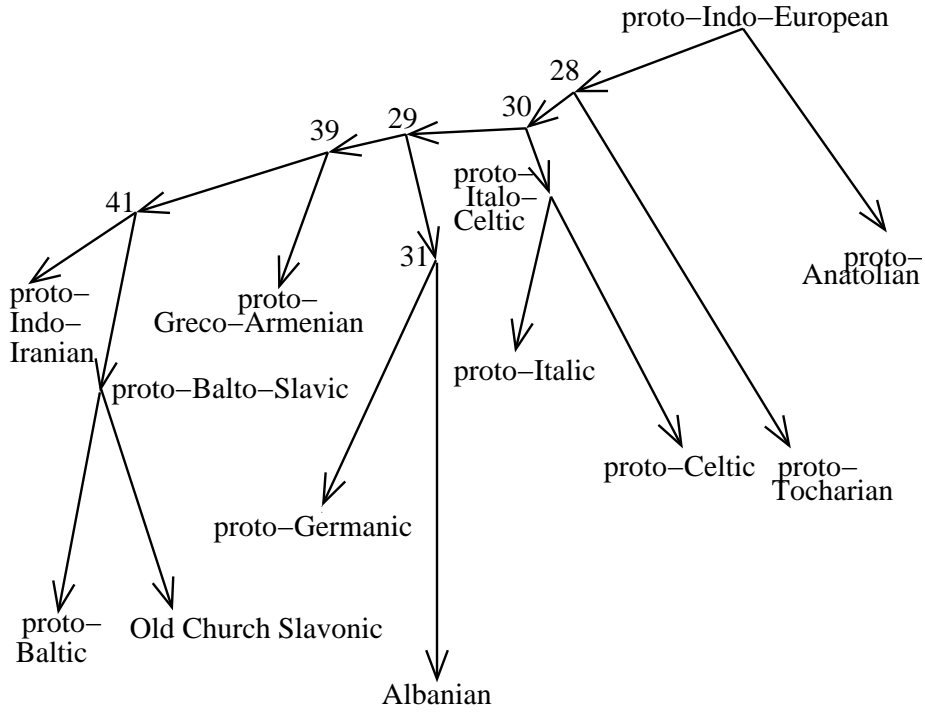 proto−Indo−European
28
30
29
39
proto−
Italo−
Celtic
41
31
proto−
Anatolian
proto−
Indo−
Iranian
proto−
Greco−Armenian
proto−Italic
proto−Balto−Slavic
proto−Celtic
proto−
Tocharian
proto−Germanic
proto−
Baltic
Old Church Slavonic
Albanian